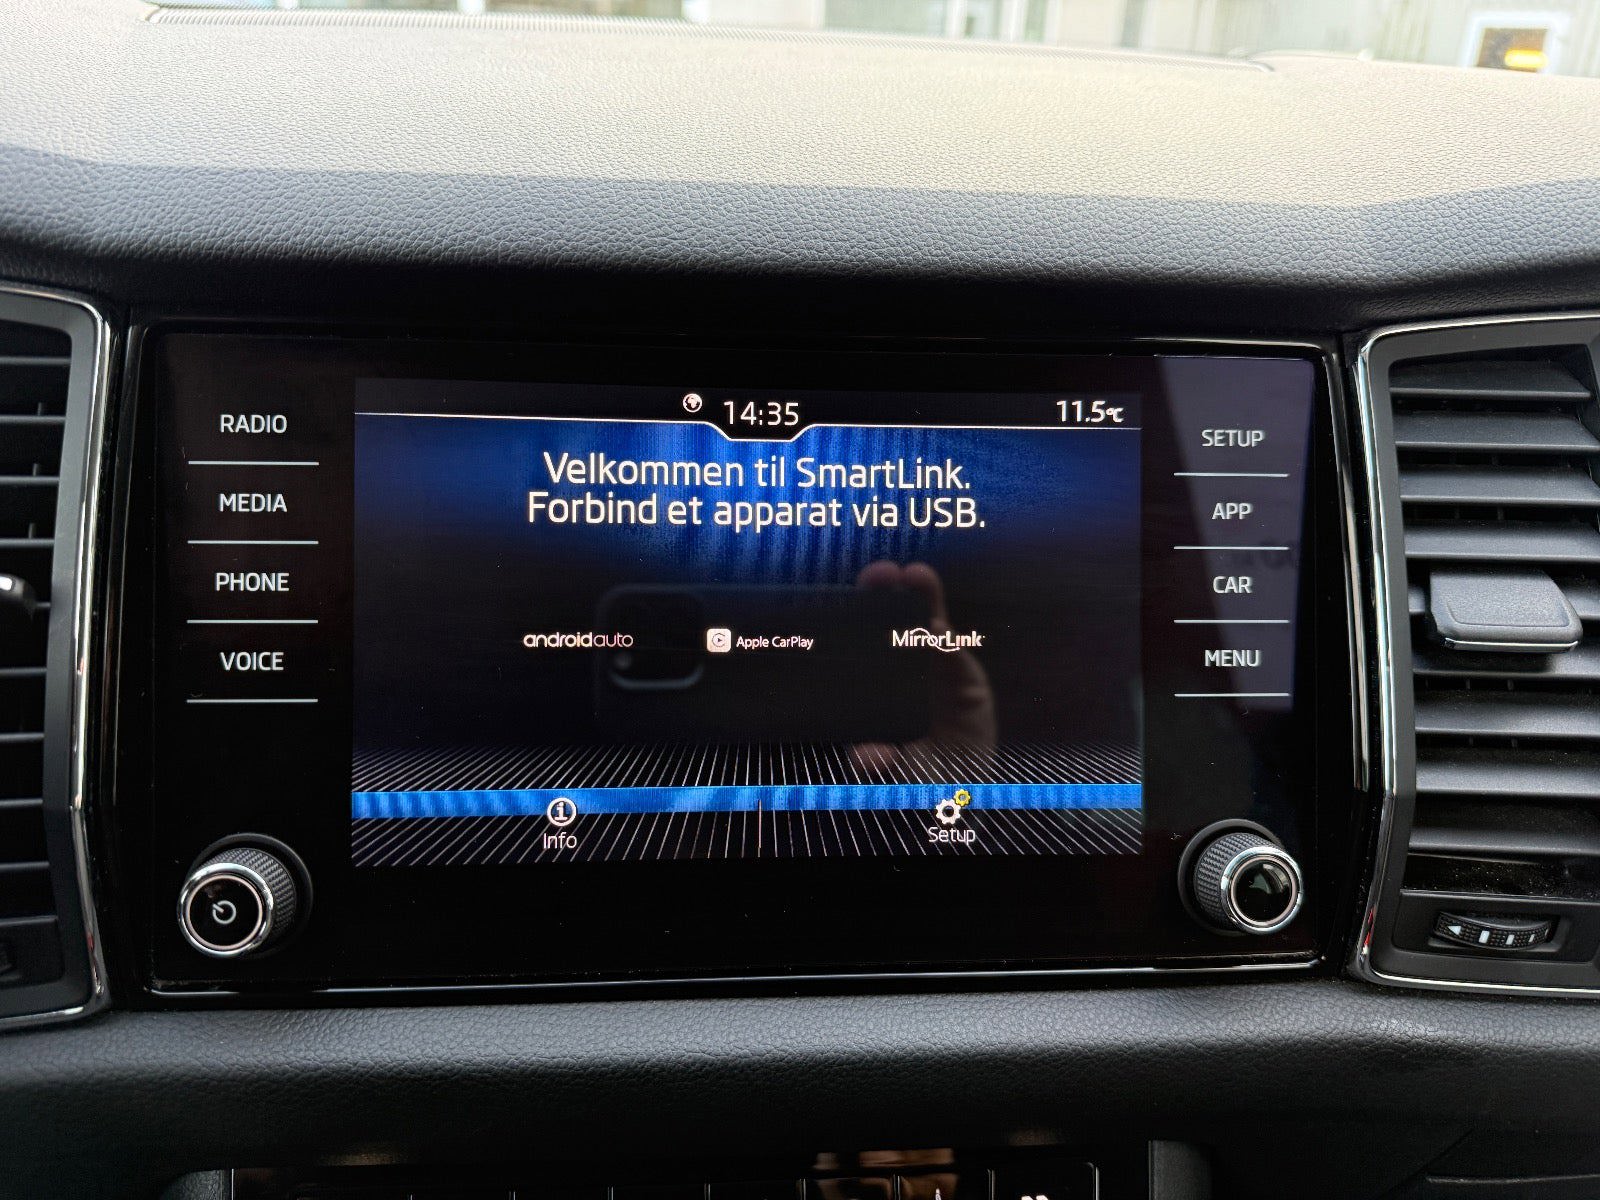 14:35
11.5°C
Velkommen til SmartLink.
Forbind et apparat via USB.
androidauto
Apple CarPlay
MirrorLink
Info
Setup
RADIO
MEDIA
PHONE
VOICE
SETUP
APP
CAR
MENU